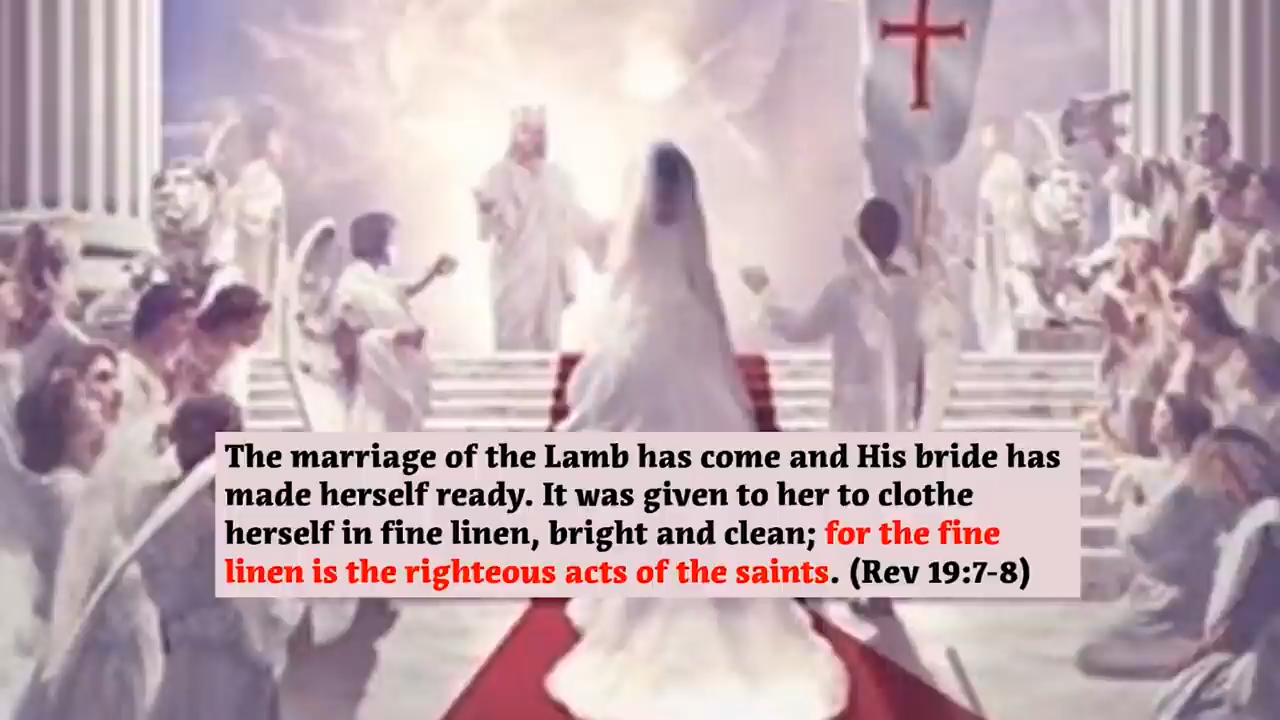 The marriage of the Lamb has come and His bride has
made herself ready. It was given to her to clothe
herself in fine linen, bright and clean; for the fine
linen is the righteous acts of the saints. (Rev 19:7-8)